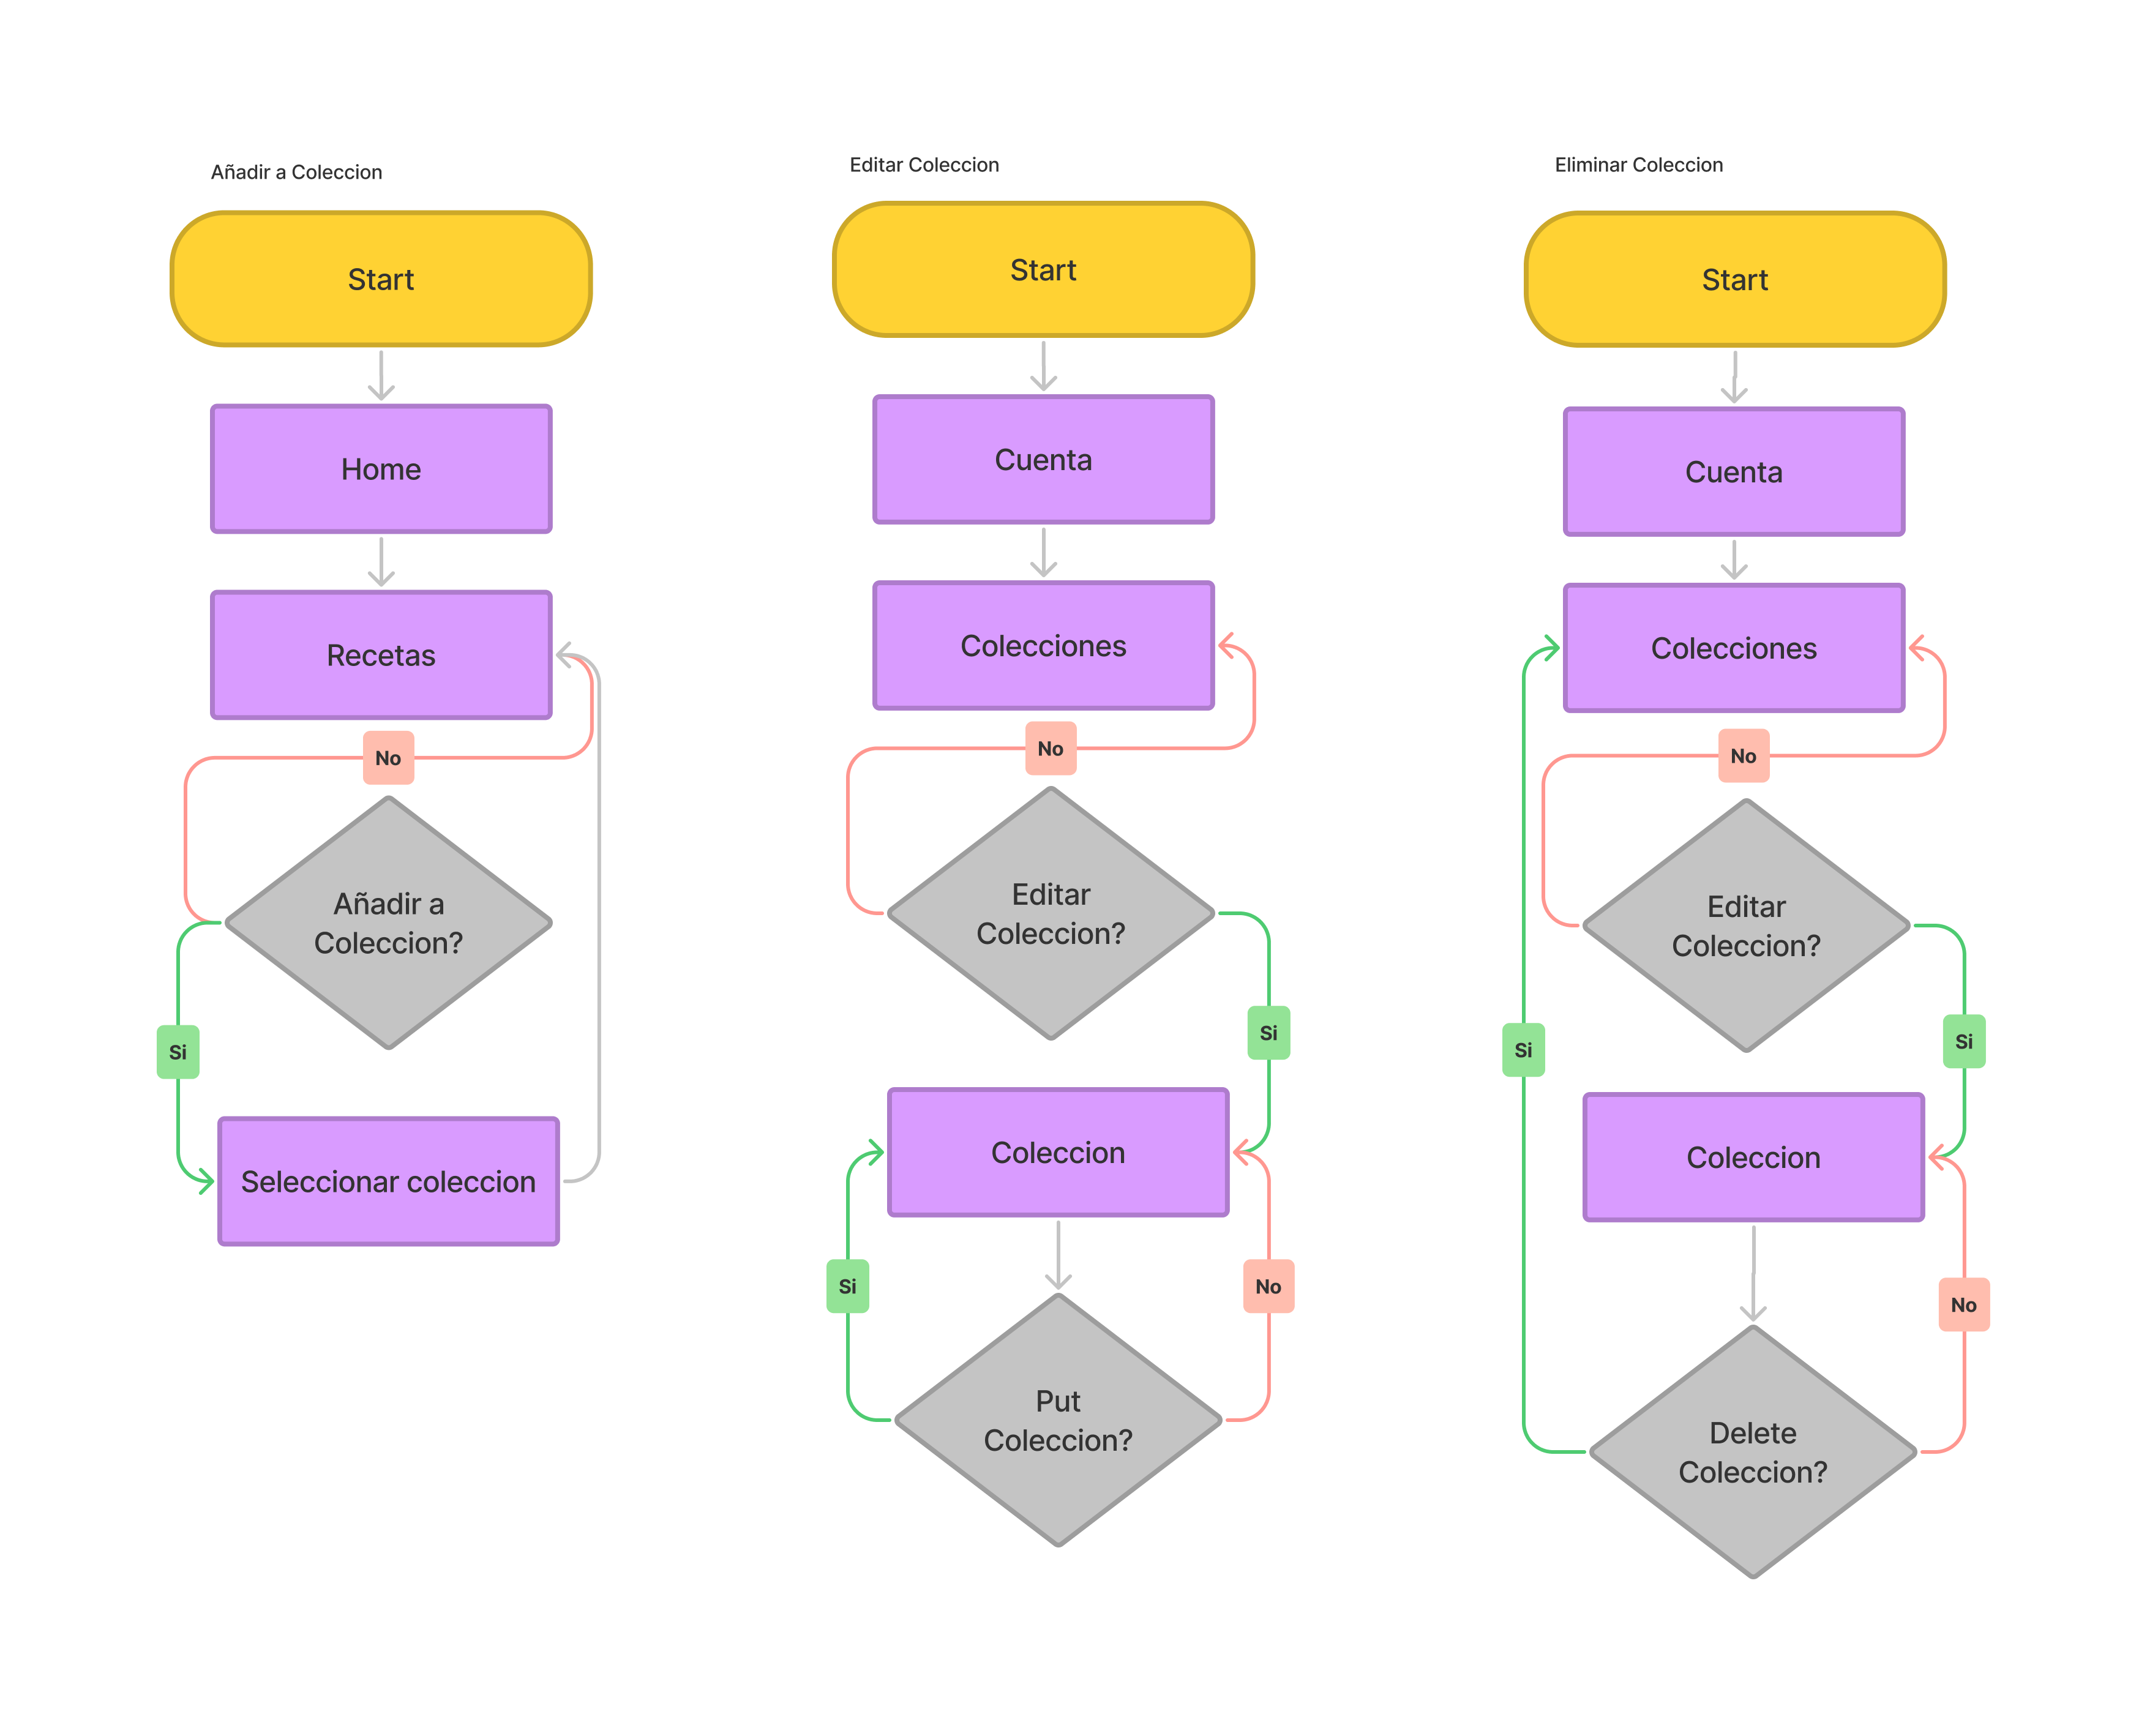 Añadir a Coleccion
Start
Home
Recetas
No
Añadir a
Coleccion?
Si
Seleccionar coleccion
Editar Coleccion
Start
Cuenta
Colecciones
No
Editar
Coleccion?
Si
Coleccion
Si
No
Put
Coleccion?
Eliminar Coleccion
Start
Cuenta
Colecciones
No
Editar
Coleccion?
Si
Si
Coleccion
No
Delete
Coleccion?